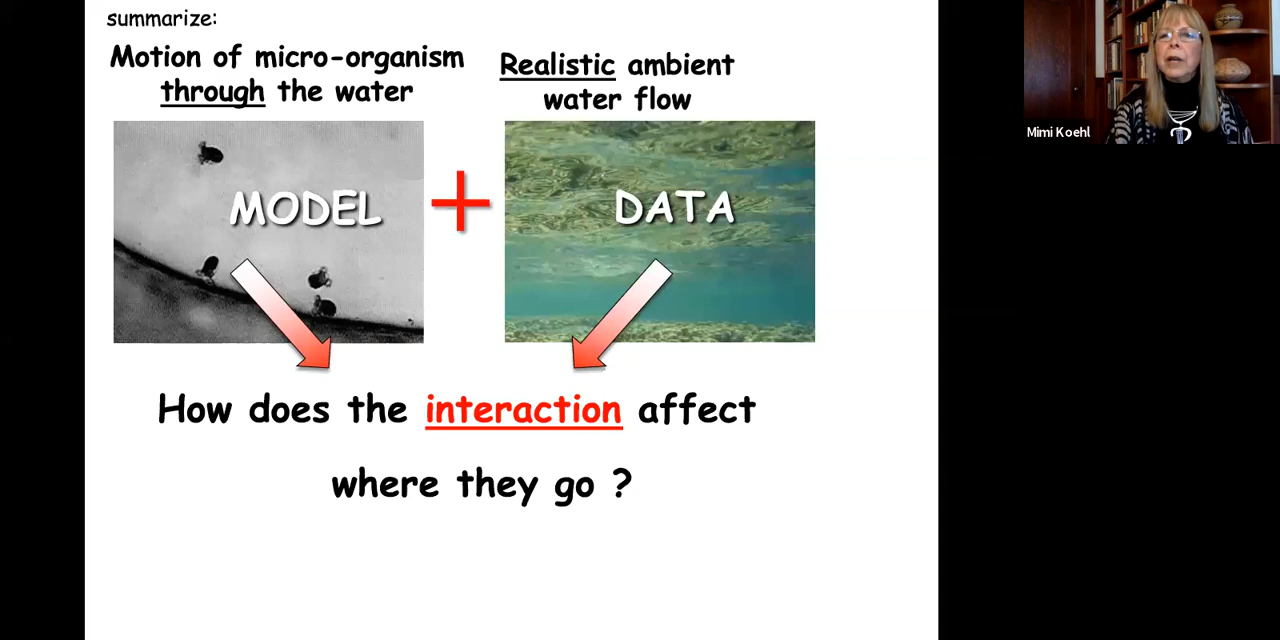 summarize:
Motion of micro-organism
through the water
Realistic ambient
water flow
MODEL
+
DATA
How does the interaction affect
where they go ?
Mimi Koehl